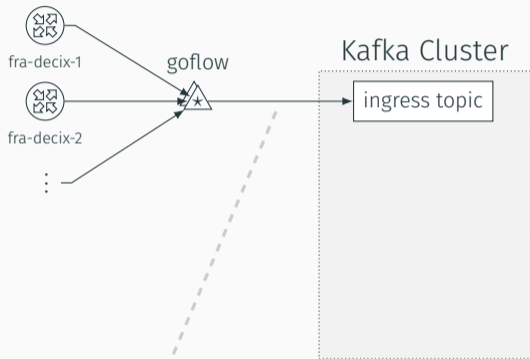 fra-decix-1
goflow
Kafka Cluster
ingress topic
fra-decix-2
⋮